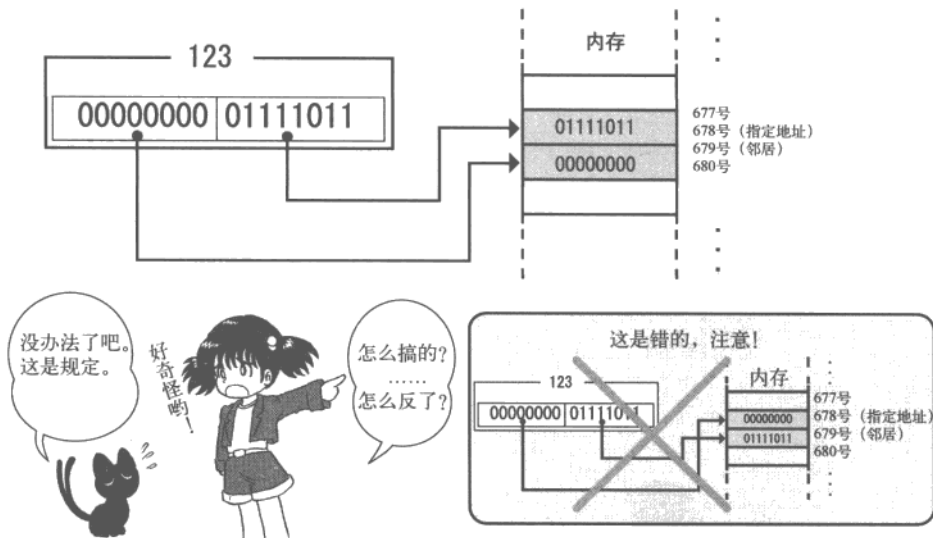 123
00000000 01111011
内存
01111011
00000000
677号
678号（指定地址）
679号（邻居）
680号
没办法了吧。
这是规定。
好奇怪哟！
怎么搞的？
……
怎么反了？
这是错的，注意！
123
00000000 01111011
内存
00000000
01111011
677号
678号（指定地址）
679号（邻居）
680号